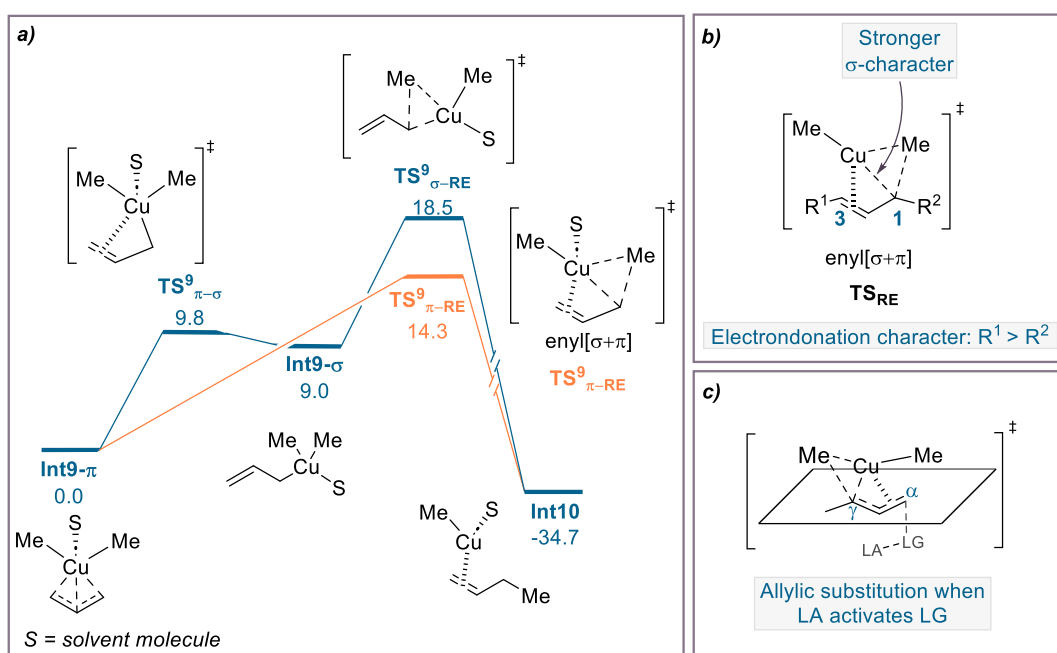 a)
Me
Me
Cu
S
‡
TS⁹σ–RE
18.5
S
Me
Me
Cu
‡
TS⁹π–σ
9.8
S
Me
Cu
Me
‡
enyl[σ+π]
TS⁹π–RE
TS⁹π–RE
14.3
Int9-σ
9.0
Me
Me
Cu
S
Int9-π
0.0
S
Me
Me
Cu
Int10
-34.7
Me
S
Cu
Me
S = solvent molecule
b)
Stronger
σ-character
Me
Cu
Me
‡
R¹
R²
3
1
enyl[σ+π]
TSRE
Electrondonation character: R¹ > R²
c)
Me
Cu
Me
‡
α
γ
LA
LG
Allylic substitution when
LA activates LG